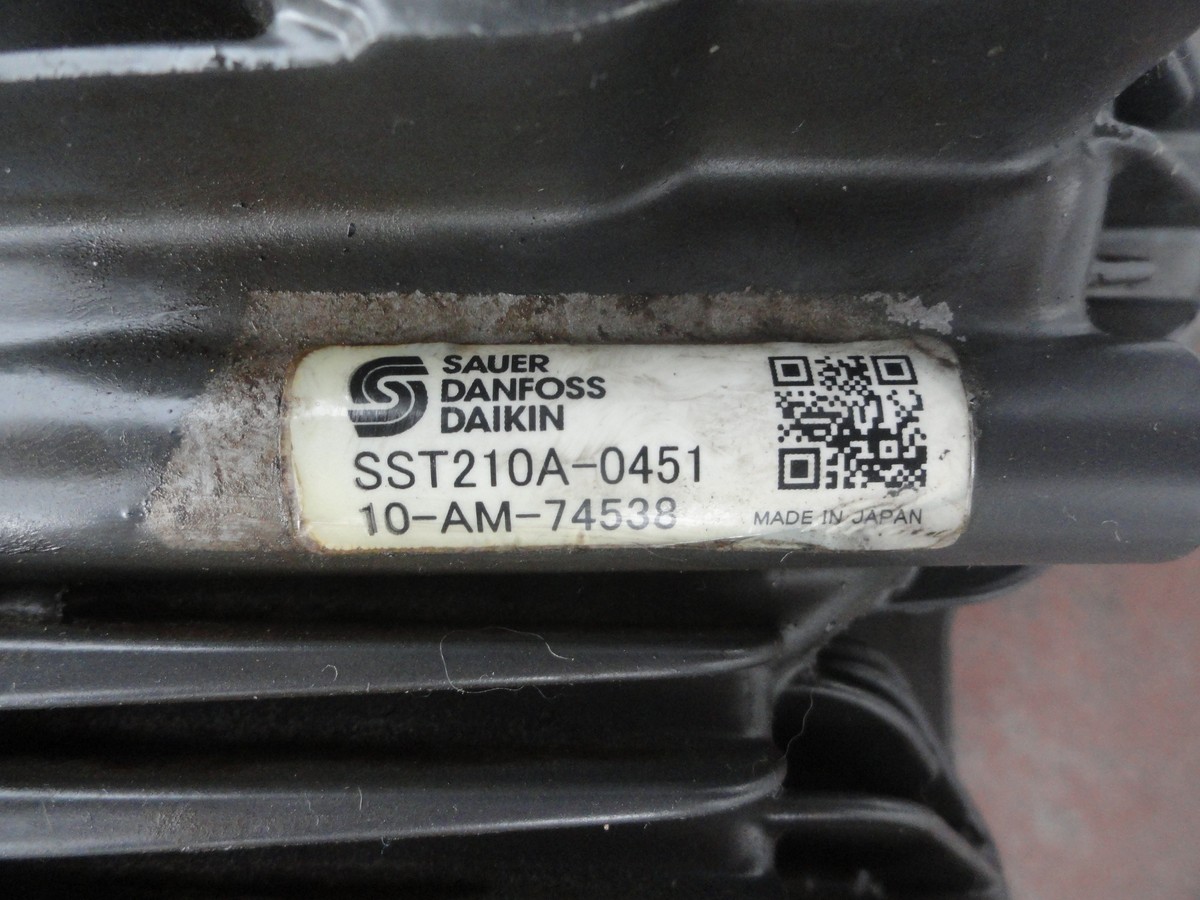 SAUER
DANFOSS
DAIKIN
SST210A-0451
10-AM-74538
MADE IN JAPAN